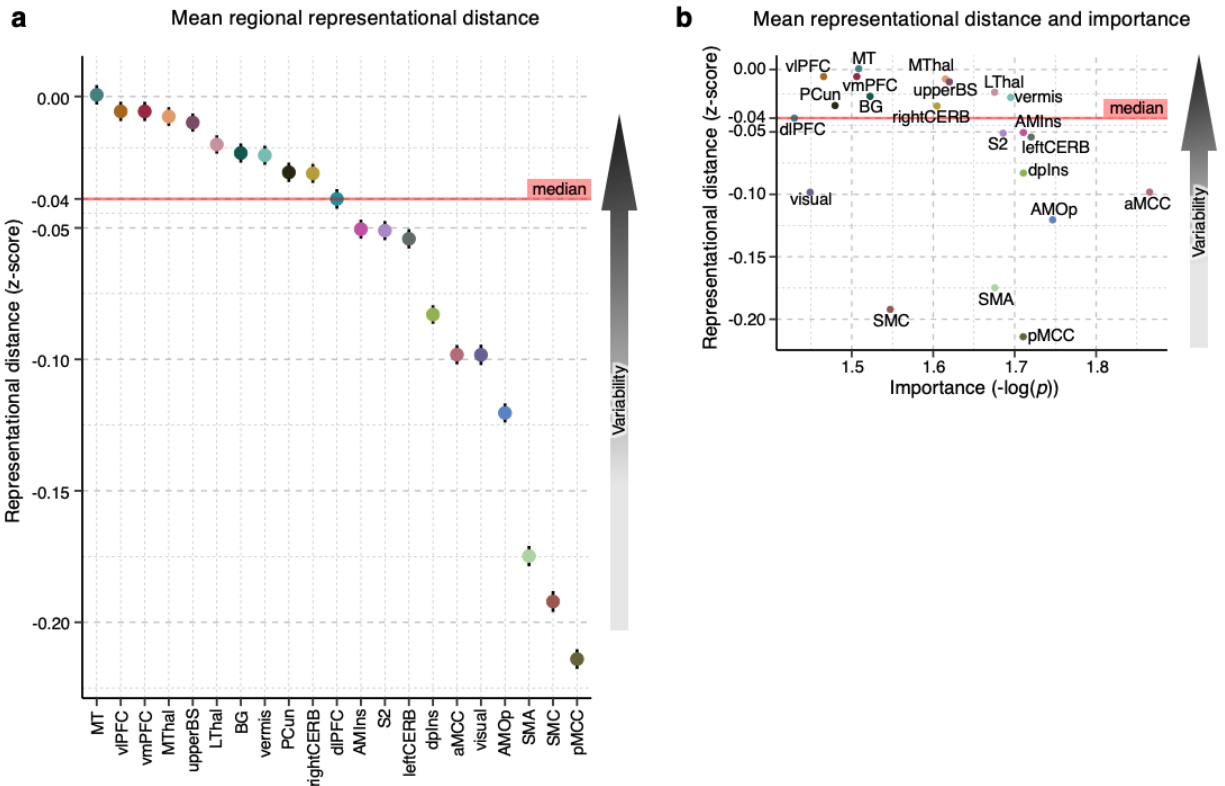 a
Mean regional representational distance
Representational distance (z-score)
0.00
-0.04
-0.05
-0.10
-0.15
-0.20
median
Variability
MT
vlPFC
vmPFC
MThal
upperBS
LThal
BG
vermis
PCun
rightCERB
dlPFC
AMIns
S2
leftCERB
dpIns
aMCC
visual
AMOp
SMA
SMC
pMCC
b
Mean representational distance and importance
Representational distance (z-score)
0.00
-0.04
-0.05
-0.10
-0.15
-0.20
vlPFC
MT
MThal
vmPFC
upperBS
LThal
PCun
BG
vermis
rightCERB
median
dlPFC
AMIns
S2
leftCERB
dpIns
visual
aMCC
AMOp
SMA
SMC
pMCC
1.5
1.6
1.7
1.8
Importance (-log(p))
Variability